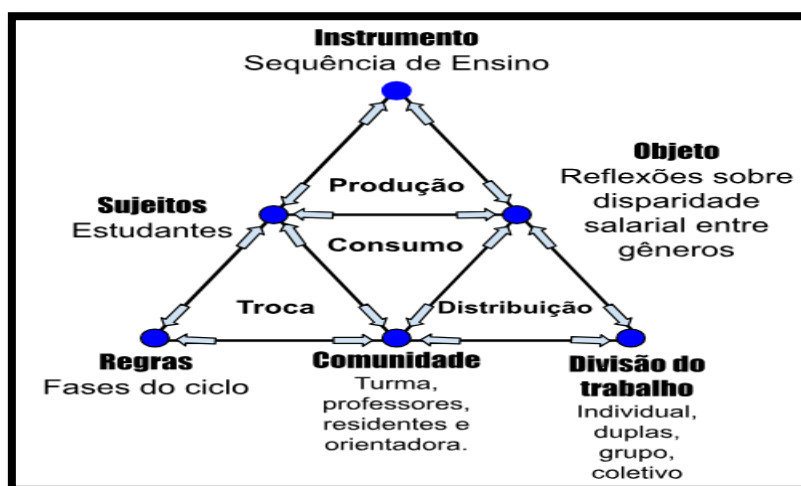 Instrumento
Sequência de Ensino
Objeto
Reflexões sobre
disparidade
salarial entre
gêneros
Produção
Sujeitos
Estudantes
Consumo
Troca
Distribuição
Regras
Fases do ciclo
Comunidade
Turma,
professores,
residentes e
orientadora.
Divisão do
trabalho
Individual,
duplas,
grupo,
coletivo